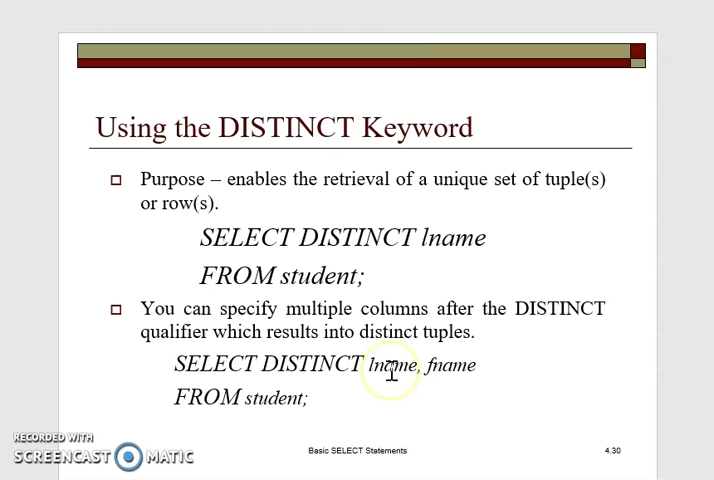 Using the DISTINCT Keyword
Purpose – enables the retrieval of a unique set of tuple(s)
or row(s).
SELECT DISTINCT lname
FROM student;
You can specify multiple columns after the DISTINCT
qualifier which results into distinct tuples.
SELECT DISTINCT lname, fname
FROM student;
RECORDED WITH
SCREENCAST MATIC
Basic SELECT Statements
4.30